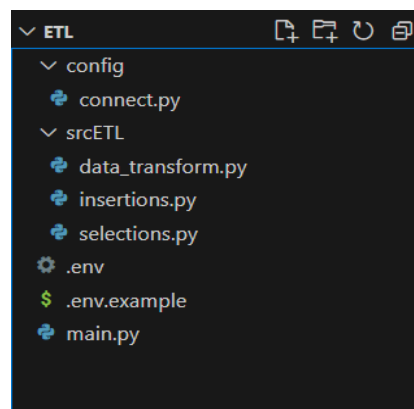 ETL
config
connect.py
srcETL
data_transform.py
insertions.py
selections.py
.env
$ .env.example
main.py